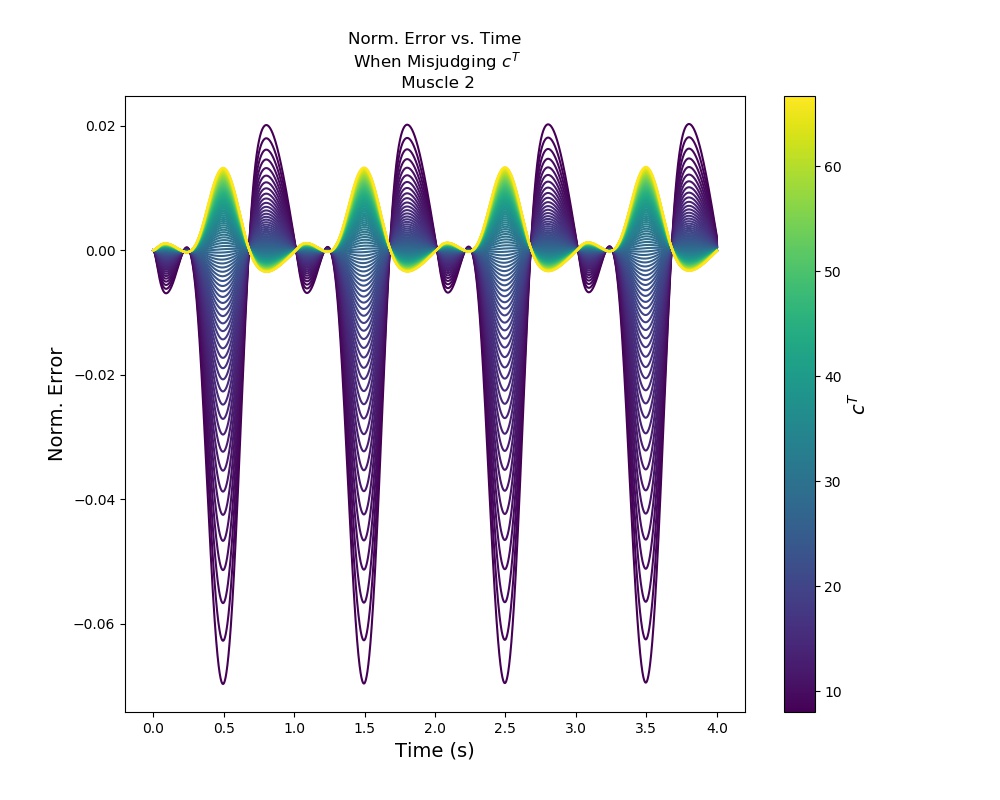 Norm. Error vs. Time
When Misjudging c^T
Muscle 2
0.02
0.00
−0.02
−0.04
−0.06
Norm. Error
0.0 0.5 1.0 1.5 2.0 2.5 3.0 3.5 4.0
Time (s)
60
50
40
30
20
10
c^T